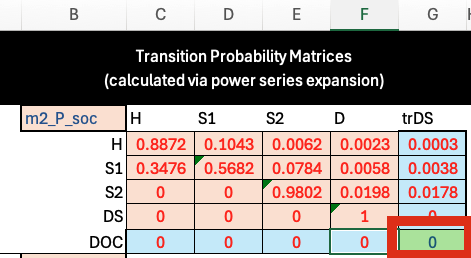 B C D E F G
Transition Probability Matrices
(calculated via power series expansion)
m2_P_soc H S1 S2 D trDS
H 0.8872 0.1043 0.0062 0.0023 0.0003
S1 0.3476 0.5682 0.0784 0.0058 0.0038
S2 0 0 0.9802 0.0198 0.0178
DS 0 0 0 1 0
DOC 0 0 0 0 0